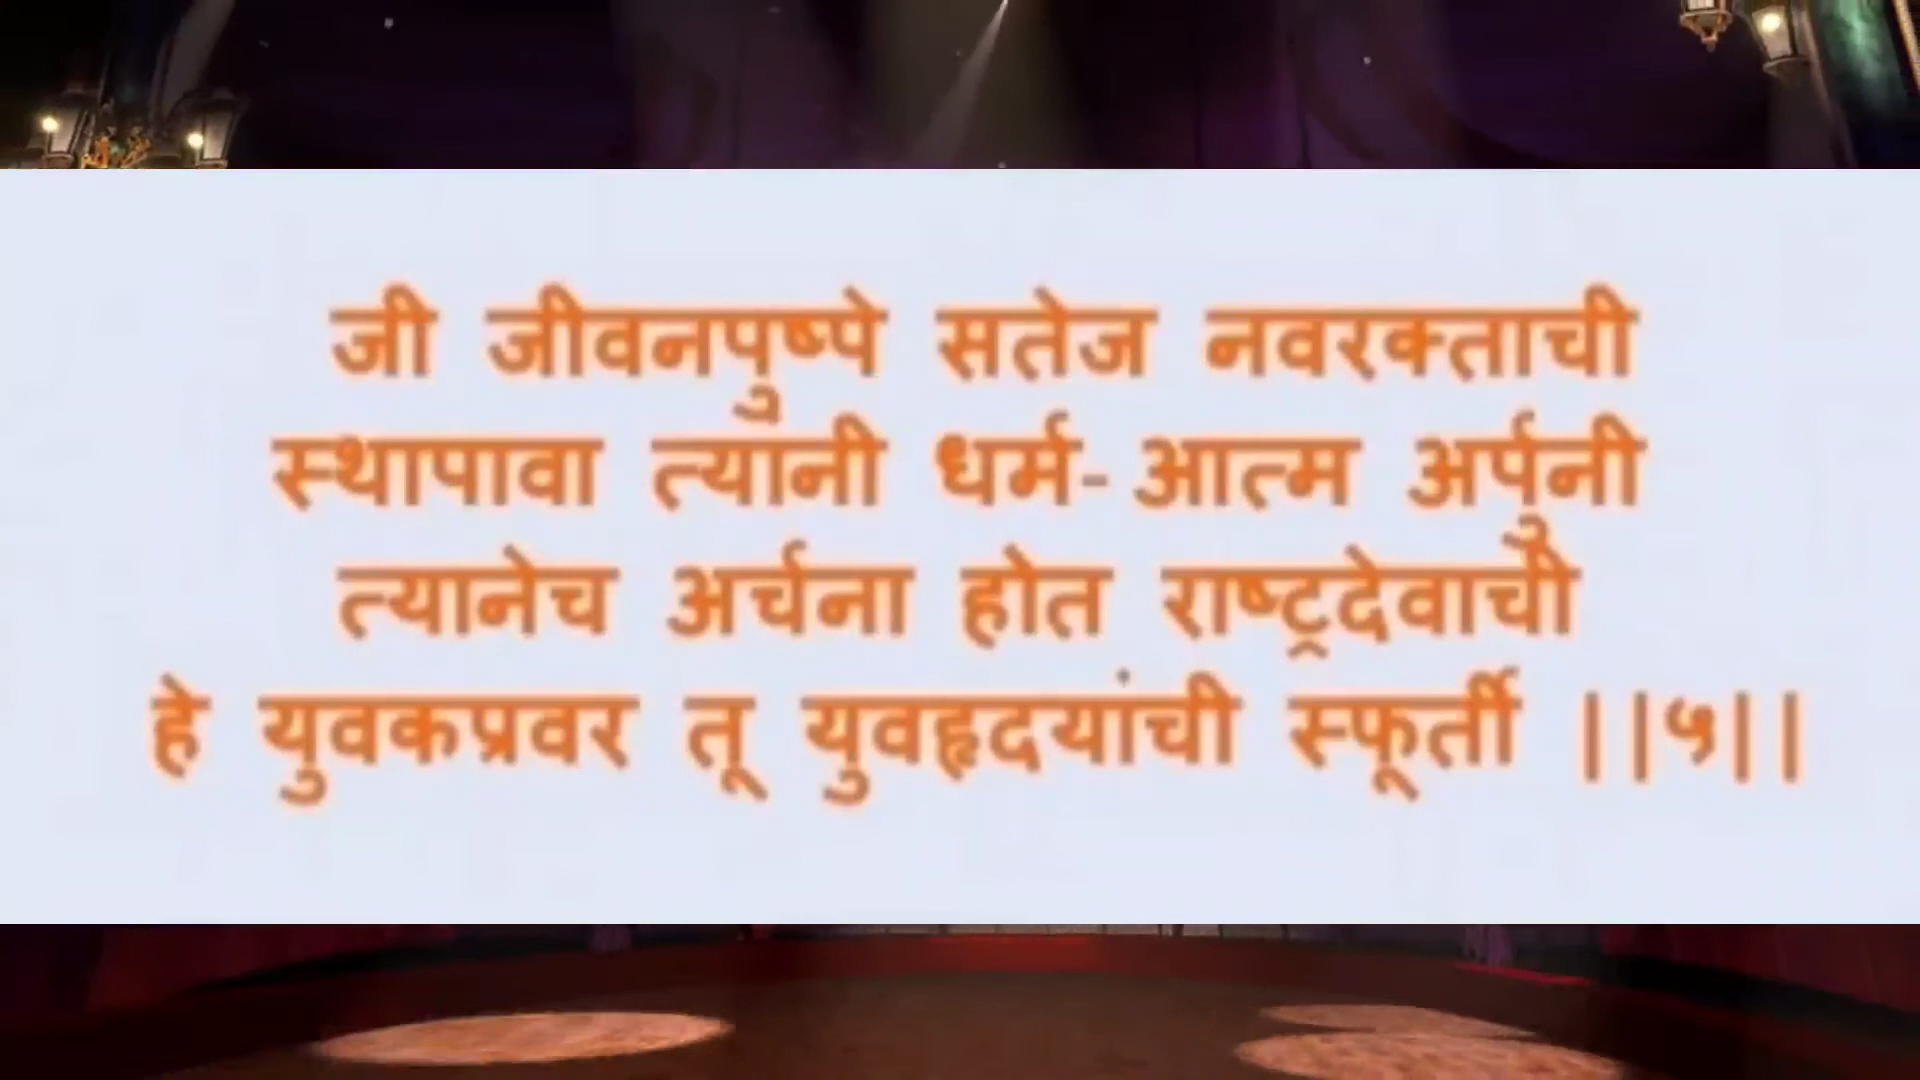 जी जीवनपुष्पे सतेज नवरक्ताची
स्थापावा त्यांनी धर्म- आत्म अर्पुनी
त्यानेच अर्चना होत राष्ट्रदेवाची
हे युवकप्रवर तू युवहृदयांची स्फूर्ती ||५||